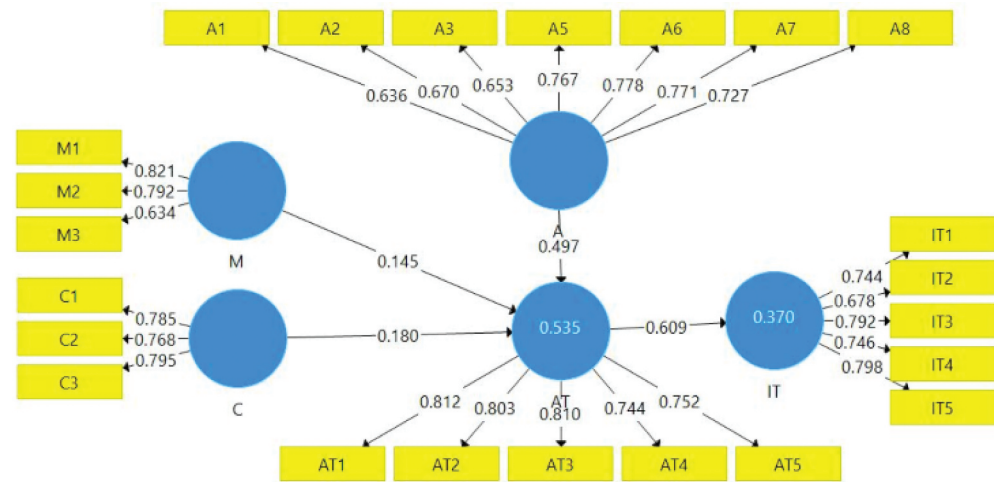 A1 A2 A3 A5 A6 A7 A8
0.636 0.670 0.653 0.767 0.778 0.771 0.727
M1
M2
M3
0.821
0.792
0.634
M
A
0.497
0.145
C1
C2
C3
0.785
0.768
0.795
C
0.180
0.535
AT
0.609
0.370
IT
0.744
0.678
0.792
0.746
0.798
IT1
IT2
IT3
IT4
IT5
0.812 0.803 0.810 0.744 0.752
AT1 AT2 AT3 AT4 AT5